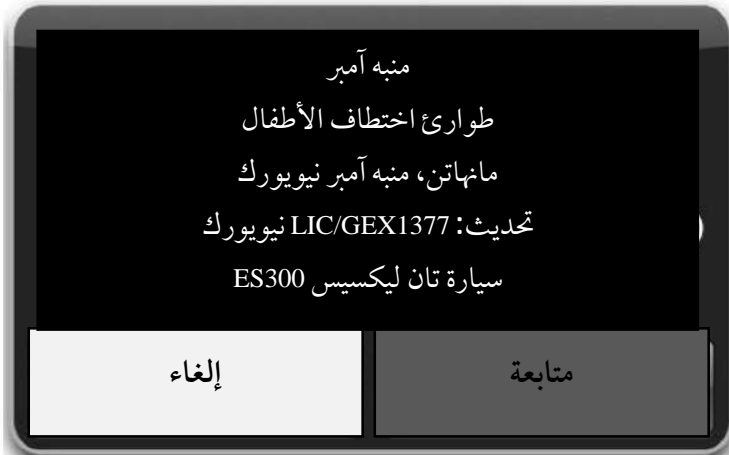 منبه آمبر
طوارئ اختطاف الأطفال
مانهاتن، منبه آمبر نيويورك
تحديث: LIC/GEX1377 نيويورك
سيارة تان ليكسيس ES300
متابعة
إلغاء